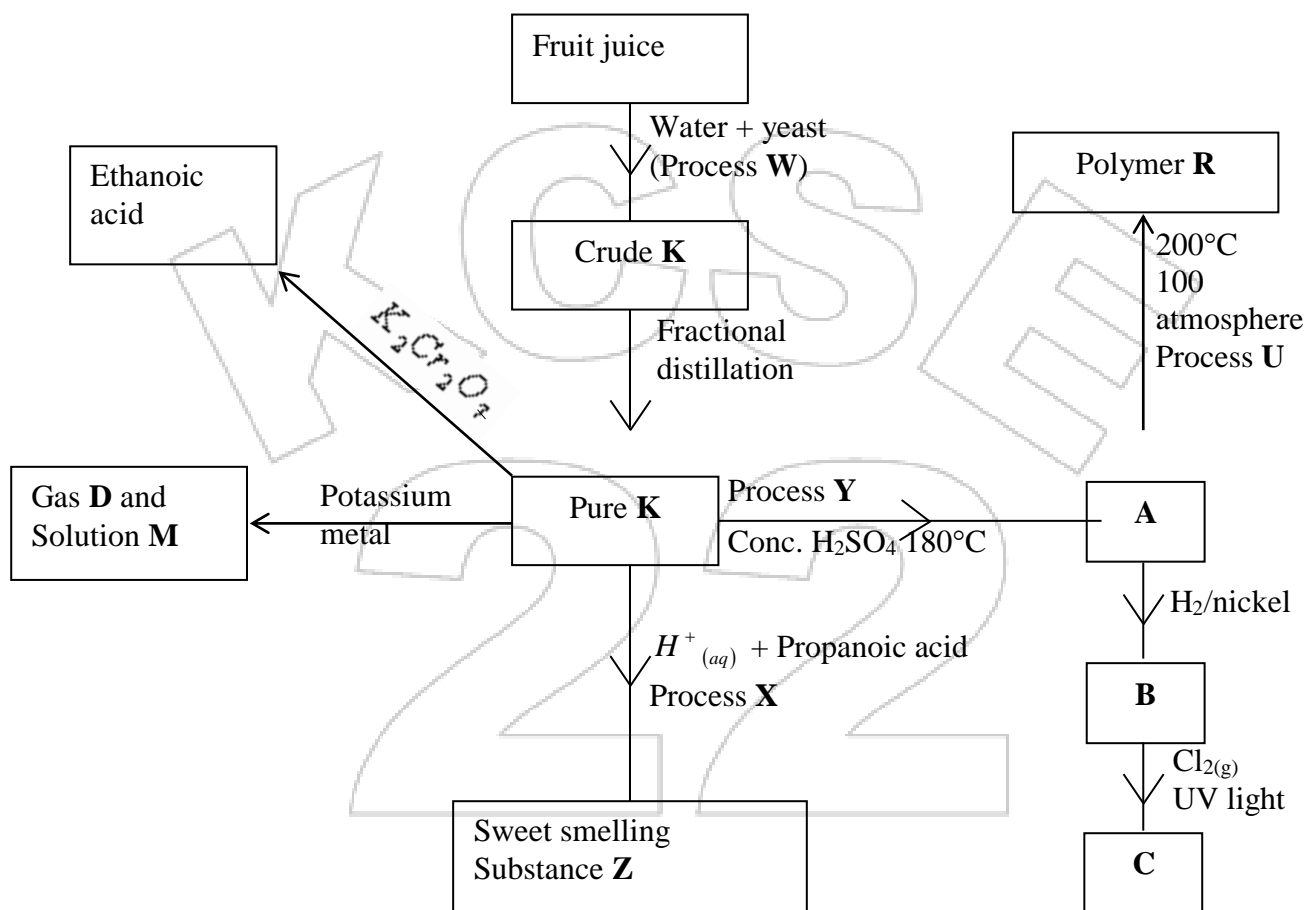 Fruit juice
Water + yeast
(Process W)
Ethanoic
acid
Polymer R
Crude K
200°C
100
atmosphere
Process U
K₂Cr₂O₇
Fractional
distillation
Gas D and
Solution M
Potassium
metal
Pure K
Process Y
Conc. H₂SO₄ 180°C
A
H₂/nickel
H⁺(aq) + Propanoic acid
Process X
B
Cl₂(g)
UV light
Sweet smelling
Substance Z
C
KCSE
22